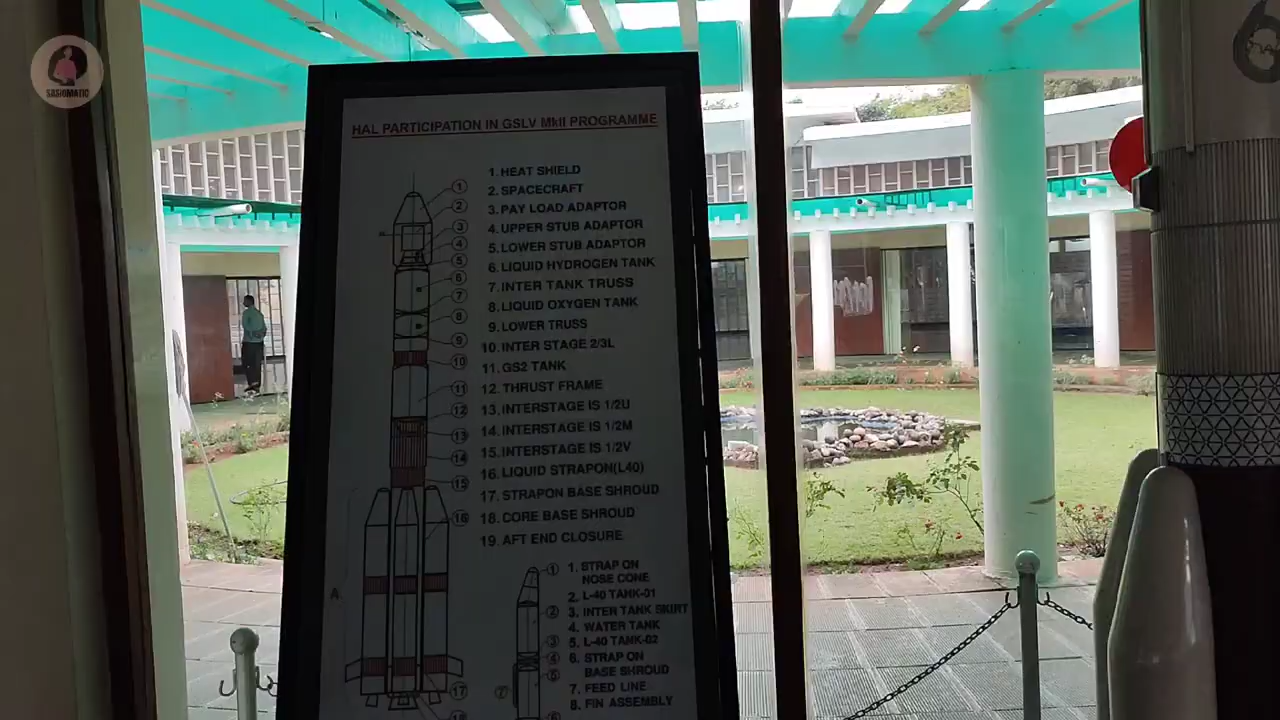 SASIOMATIC
HAL PARTICIPATION IN GSLV MkII PROGRAMME
1. HEAT SHIELD
2. SPACECRAFT
3. PAY LOAD ADAPTOR
4. UPPER STUB ADAPTOR
5. LOWER STUB ADAPTOR
6. LIQUID HYDROGEN TANK
7. INTER TANK TRUSS
8. LIQUID OXYGEN TANK
9. LOWER TRUSS
10. INTER STAGE 2/3L
11. GS2 TANK
12. THRUST FRAME
13. INTERSTAGE IS 1/2U
14. INTERSTAGE IS 1/2M
15. INTERSTAGE IS 1/2V
16. LIQUID STRAPON(L40)
17. STRAPON BASE SHROUD
18. CORE BASE SHROUD
19. AFT END CLOSURE
1
2
3
4
5
6
7
8
9
10
11
12
13
14
15
16
17
18
A
1. STRAP ON
NOSE CONE
2. L-40 TANK-01
3. INTER TANK SKIRT
4. WATER TANK
5. L-40 TANK-02
6. STRAP ON
BASE SHROUD
7. FEED LINE
8. FIN ASSEMBLY
1
2
3
4
5
7
6